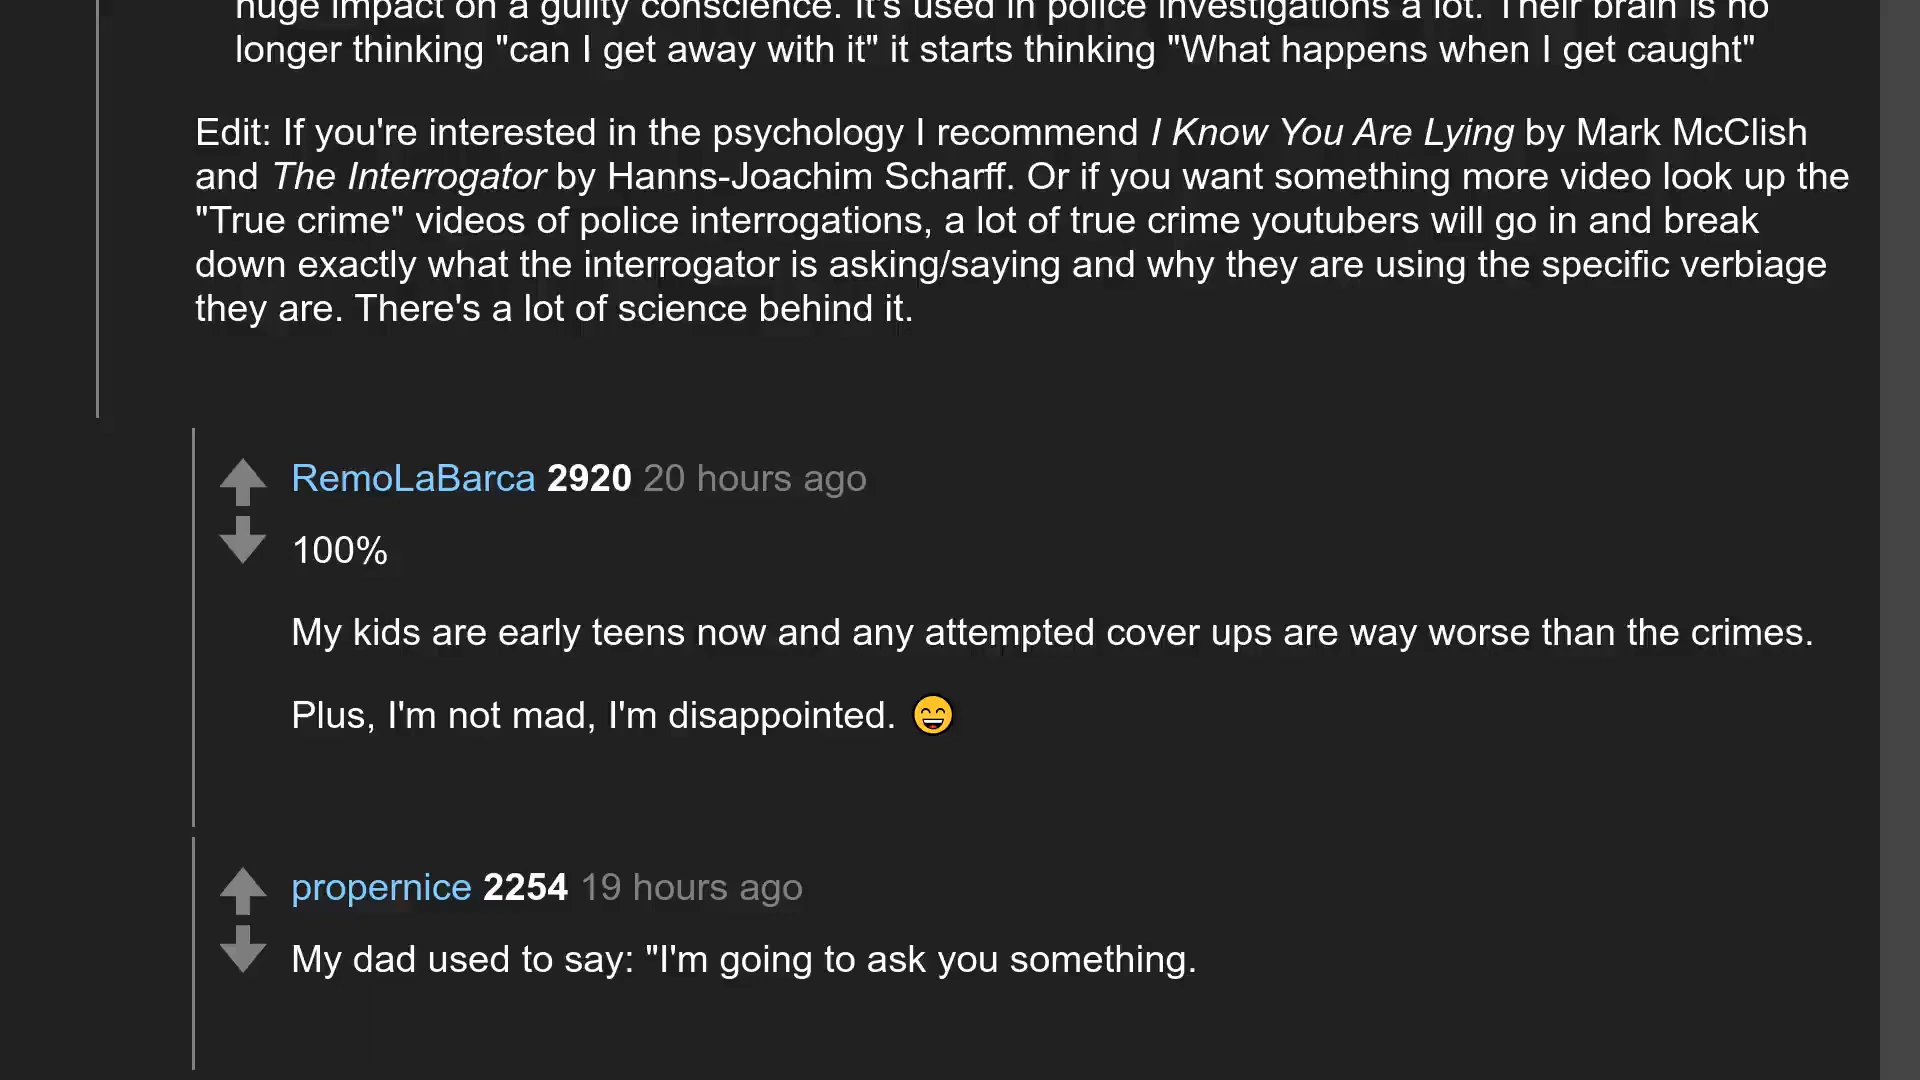 huge impact on a guilty conscience. It's used in police investigations a lot. Their brain is no
longer thinking "can I get away with it" it starts thinking "What happens when I get caught"
Edit: If you're interested in the psychology I recommend I Know You Are Lying by Mark McClish
and The Interrogator by Hanns-Joachim Scharff. Or if you want something more video look up the
"True crime" videos of police interrogations, a lot of true crime youtubers will go in and break
down exactly what the interrogator is asking/saying and why they are using the specific verbiage
they are. There's a lot of science behind it.
RemoLaBarca 2920 20 hours ago
100%
My kids are early teens now and any attempted cover ups are way worse than the crimes.
Plus, I'm not mad, I'm disappointed. 😄
propernice 2254 19 hours ago
My dad used to say: "I'm going to ask you something.